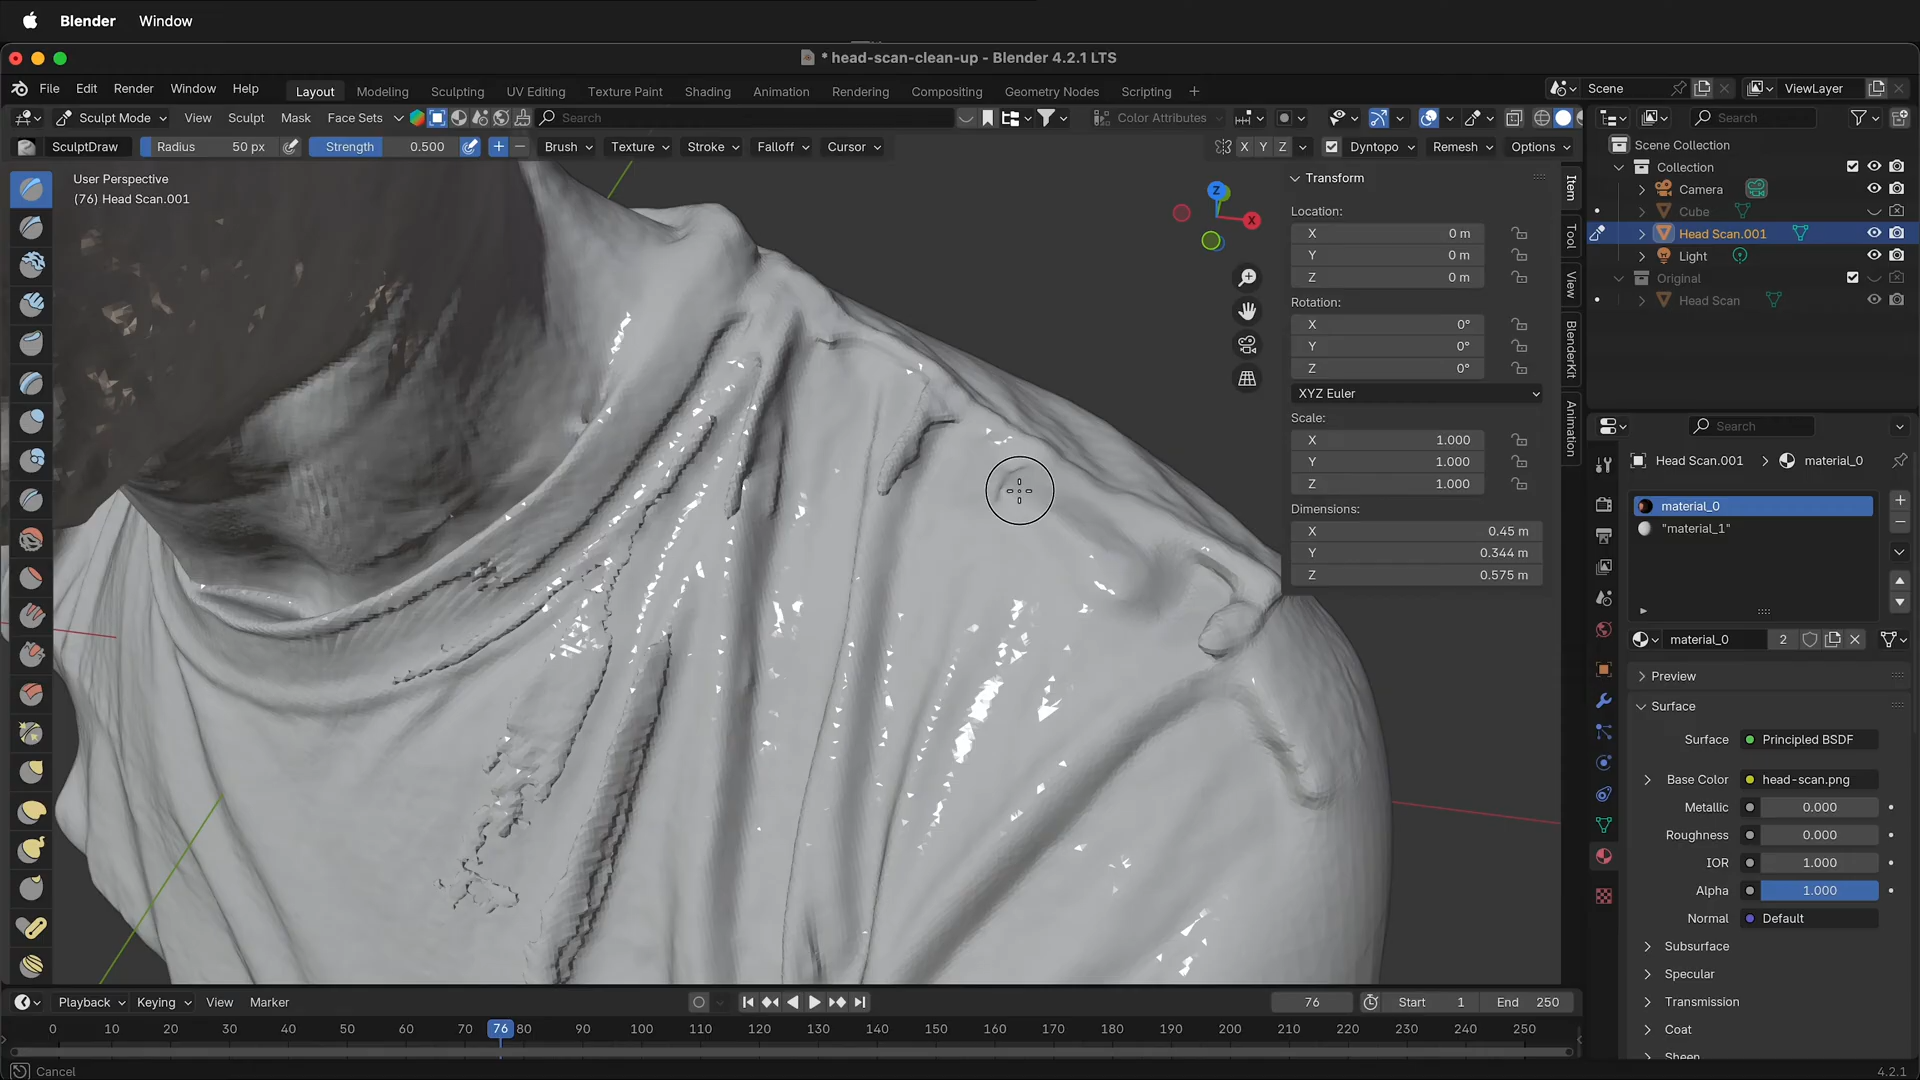 Blender Window
* head-scan-clean-up - Blender 4.2.1 LTS
File Edit Render Window Help Layout Modeling Sculpting UV Editing Texture Paint Shading Animation Rendering Compositing Geometry Nodes Scripting + Scene ViewLayer
Sculpt Mode View Sculpt Mask Face Sets Search Color Attributes Search
SculptDraw Radius 50 px Strength 0.500 Brush Texture Stroke Falloff Cursor X Y Z Dyntopo Remesh Options
User Perspective
(76) Head Scan.001
Z
X
Transform
Location:
X 0 m
Y 0 m
Z 0 m
Rotation:
X 0°
Y 0°
Z 0°
XYZ Euler
Scale:
X 1.000
Y 1.000
Z 1.000
Dimensions:
X 0.45 m
Y 0.344 m
Z 0.575 m
Item
Tool
View
BlenderKit
Animation
Scene Collection
Collection
Camera
Cube
Head Scan.001
Light
Original
Head Scan
Search
Head Scan.001 > material_0
material_0
"material_1"
material_0 2
Preview
Surface
Surface Principled BSDF
Base Color head-scan.png
Metallic 0.000
Roughness 0.000
IOR 1.000
Alpha 1.000
Normal Default
Subsurface
Specular
Transmission
Coat
Sheen
Playback Keying View Marker 76 Start 1 End 250
0 10 20 30 40 50 60 70 76 80 90 100 110 120 130 140 150 160 170 180 190 200 210 220 230 240 250
Cancel 4.2.1